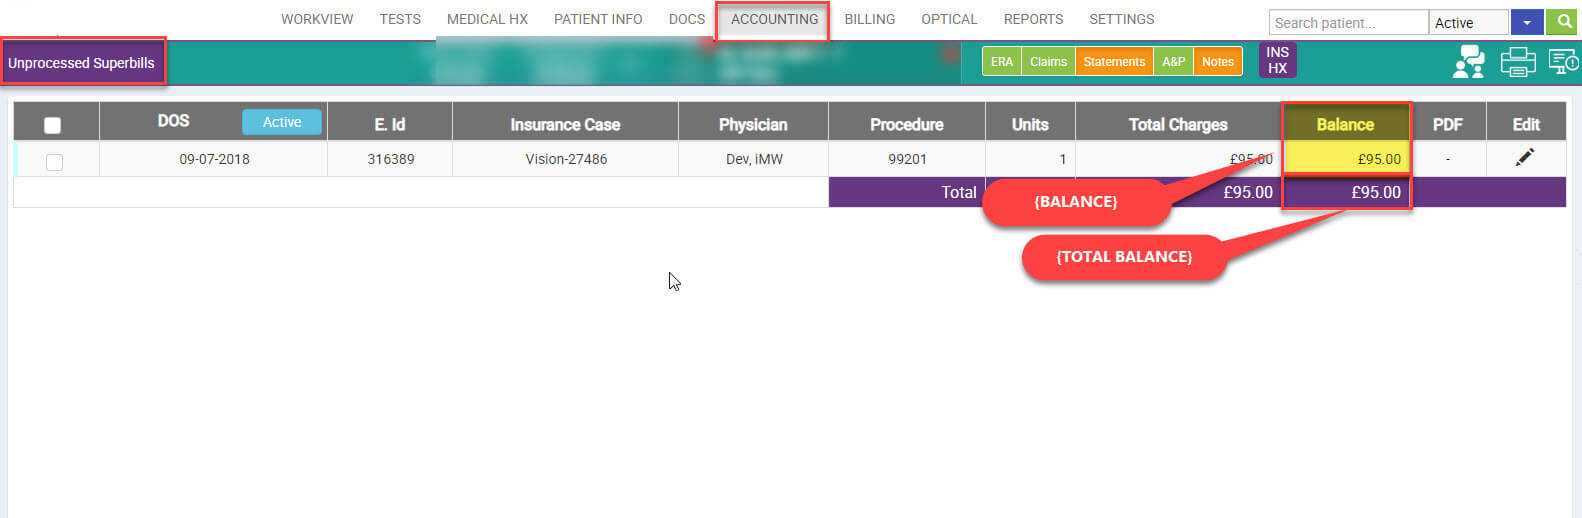 WORKVIEW TESTS MEDICAL HX PATIENT INFO DOCS ACCOUNTING BILLING OPTICAL REPORTS SETTINGS Search patient... Active
Unprocessed Superbills ERA Claims Statements A&P Notes INS HX
DOS Active E. Id Insurance Case Physician Procedure Units Total Charges Balance PDF Edit
09-07-2018 316389 Vision-27486 Dev, iMW 99201 1 £95.00 £95.00 -
Total £95.00 £95.00
{BALANCE}
{TOTAL BALANCE}